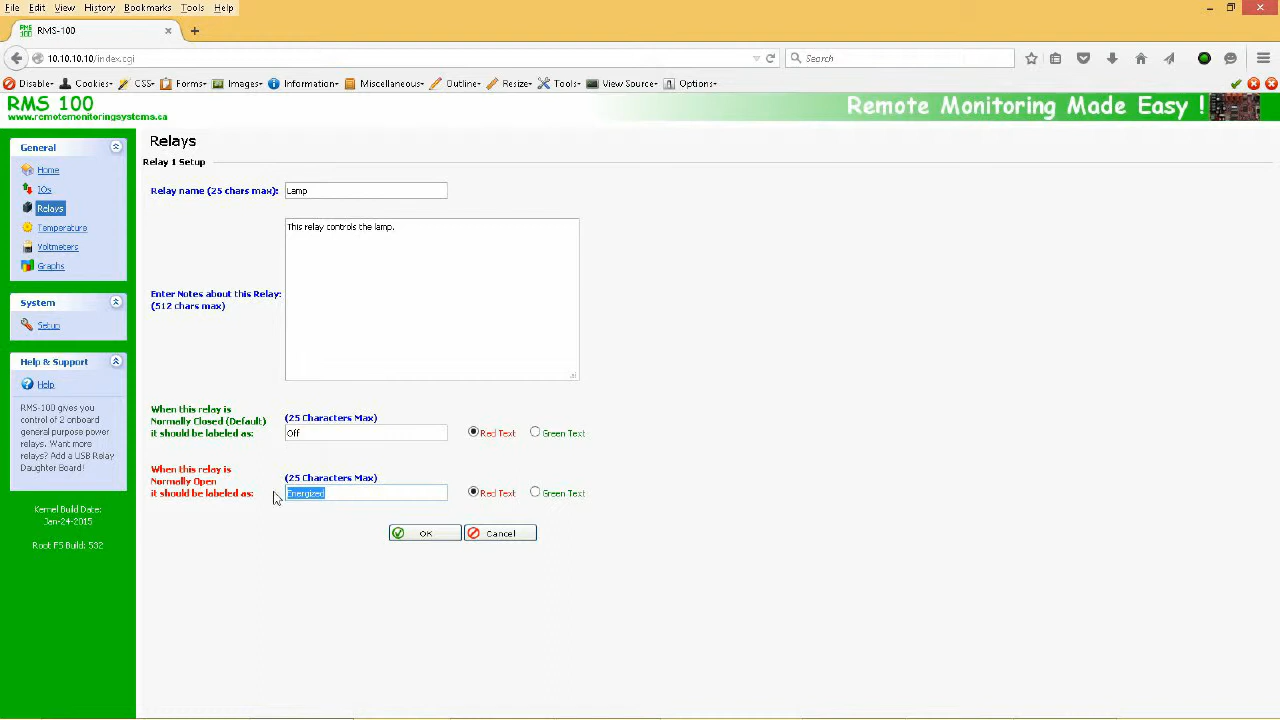 File Edit View History Bookmarks Tools Help
RMS-100
10.10.10.10/index.cgi
Search
Disable Cookies CSS Forms Images Information Miscellaneous Outline Resize Tools View Source Options
RMS 100
www.remotemonitoringsystems.ca
Remote Monitoring Made Easy !
General
Home
IOs
Relays
Temperature
Voltmeters
Graphs
System
Setup
Help & Support
Help
RMS-100 gives you
control of 2 onboard
general purpose power
relays. Want more
relays? Add a USB Relay
Daughter Board!
Kernel Build Date:
Jan-24-2015
Root FS Build: 532
Relays
Relay 1 Setup
Relay name (25 chars max):
Lamp
Enter Notes about this Relay:
(512 chars max)
This relay controls the lamp.
When this relay is
Normally Closed (Default)
it should be labeled as:
(25 Characters Max)
Off
Red Text
Green Text
When this relay is
Normally Open
it should be labeled as:
(25 Characters Max)
Energized
Red Text
Green Text
OK
Cancel